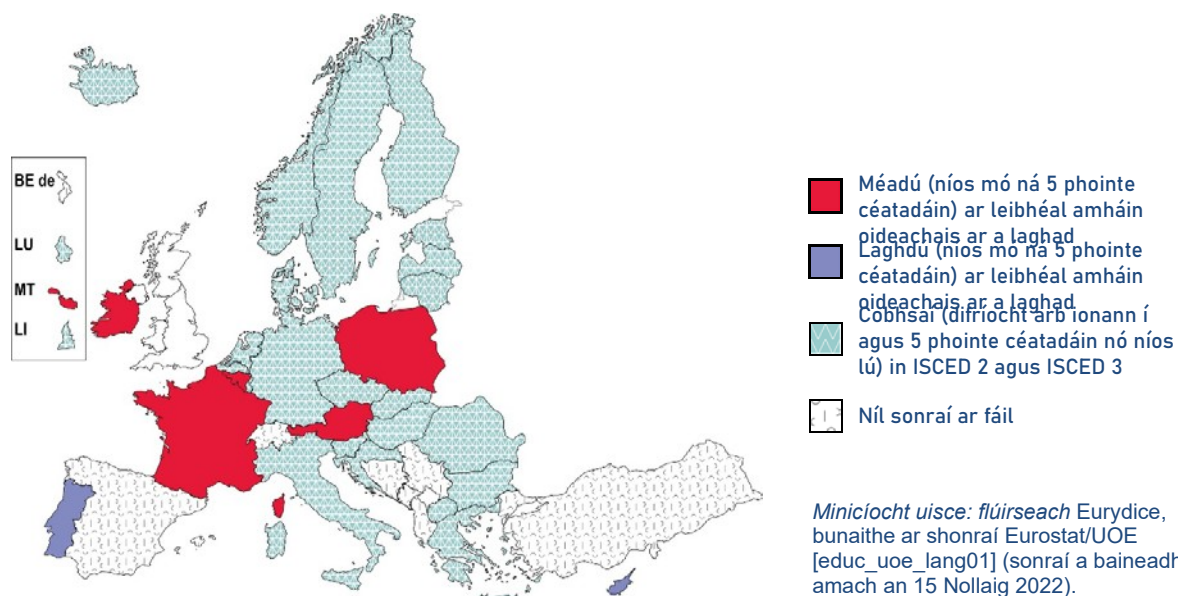 BE de
LU
MT
LI
Méadú (níos mó ná 5 phointe
céatadáin) ar leibhéal amháin
oideachais ar a laghad
Laghdú (níos mó ná 5 phointe
céatadáin) ar leibhéal amháin
oideachais ar a laghad
Cobhsaí (difríocht arb ionann í
agus 5 phointe céatadáin nó níos
lú) in ISCED 2 agus ISCED 3
Níl sonraí ar fáil
Minicíocht uisce: flúirseach Eurydice,
bunaithe ar shonraí Eurostat/UOE
[educ_uoe_lang01] (sonraí a baineadh
amach an 15 Nollaig 2022).